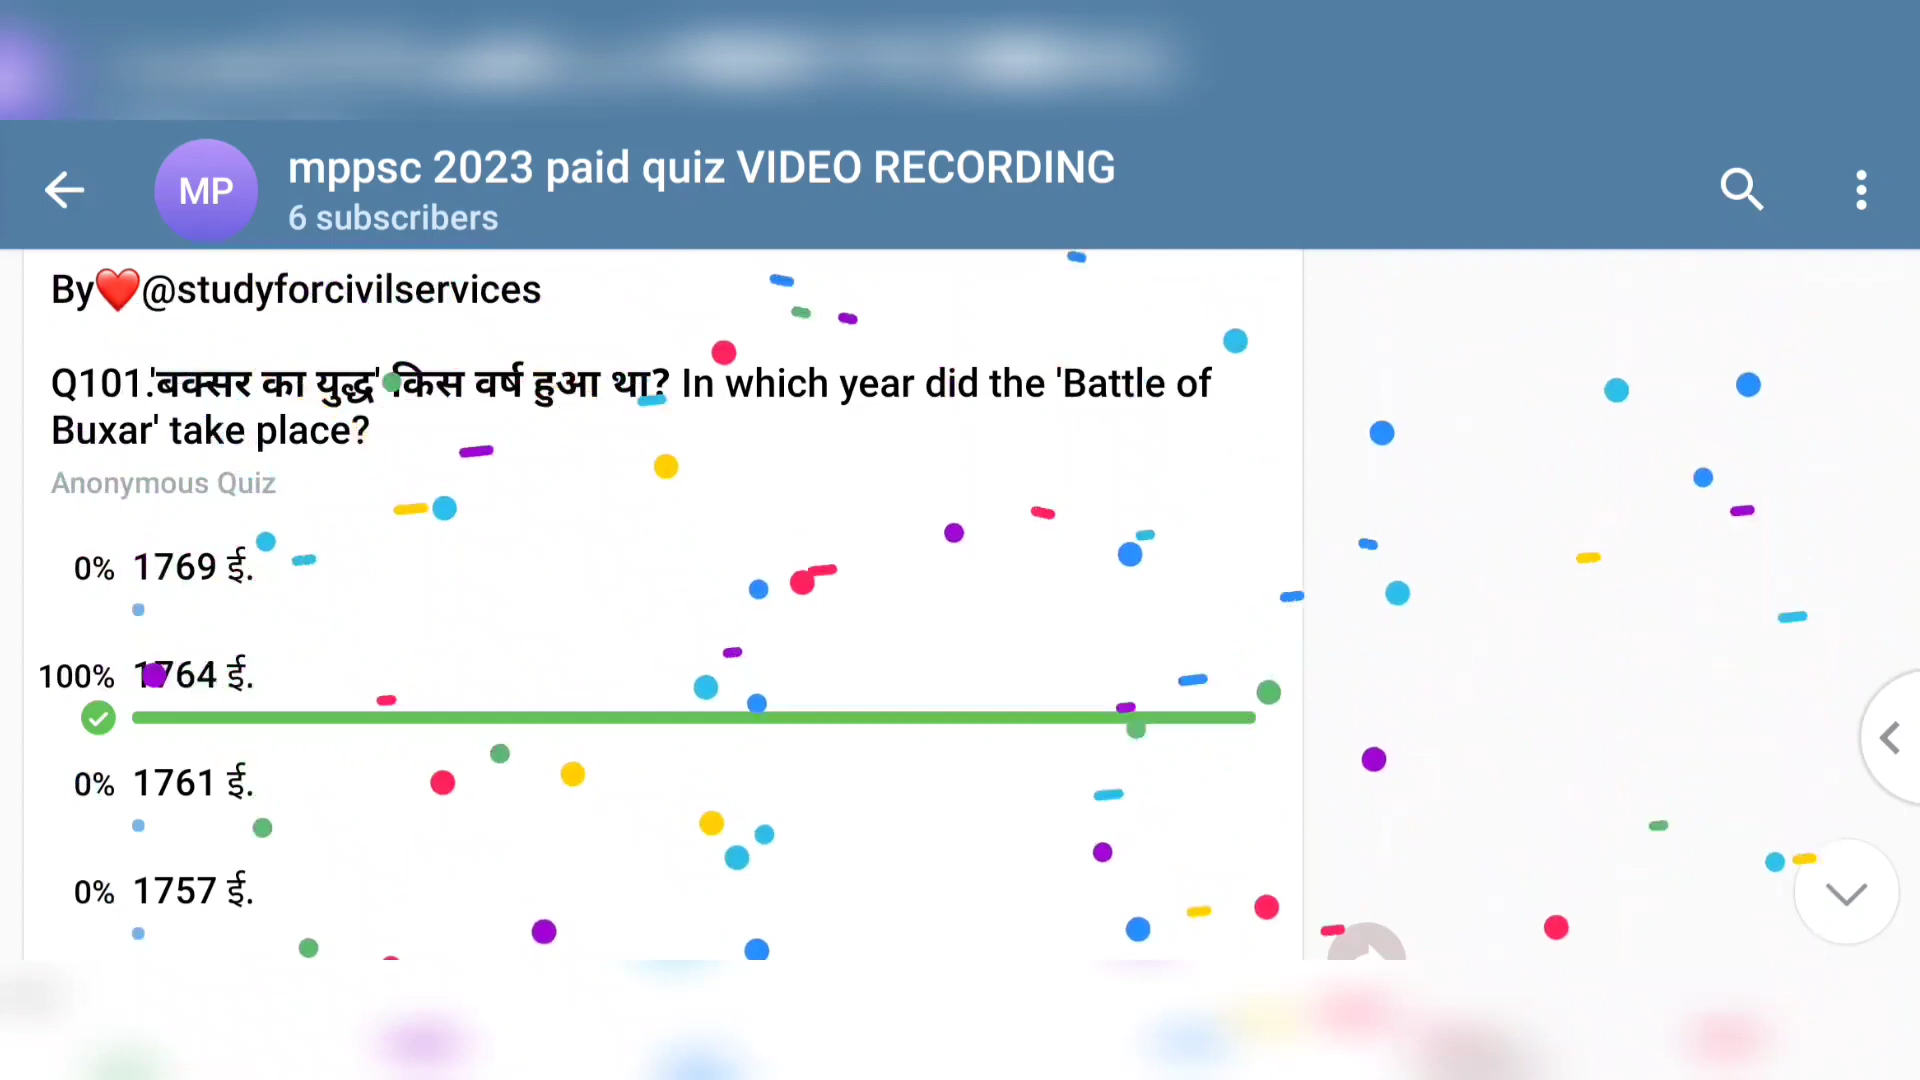 MP
mppsc 2023 paid quiz VIDEO RECORDING
6 subscribers
By❤️@studyforcivilservices
Q101.'बक्सर का युद्ध' किस वर्ष हुआ था? In which year did the 'Battle of
Buxar' take place?
Anonymous Quiz
0% 1769 ई.
100% 1764 ई.
0% 1761 ई.
0% 1757 ई.